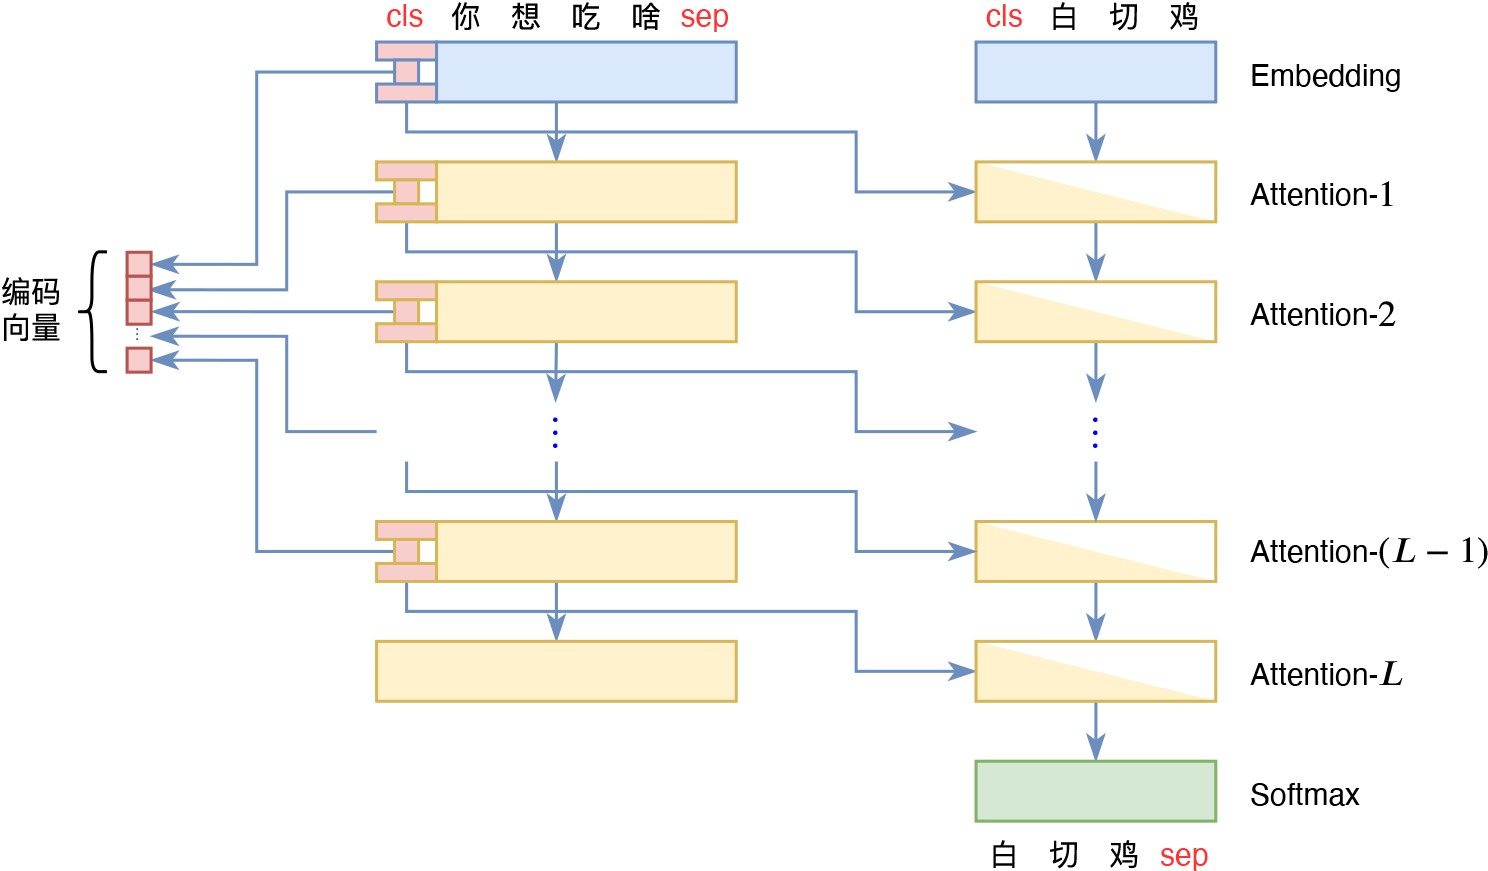 cls 你 想 吃 啥 sep
cls 白 切 鸡
Embedding
Attention-1
编码
向量
Attention-2
Attention-(L − 1)
Attention-L
Softmax
白 切 鸡 sep